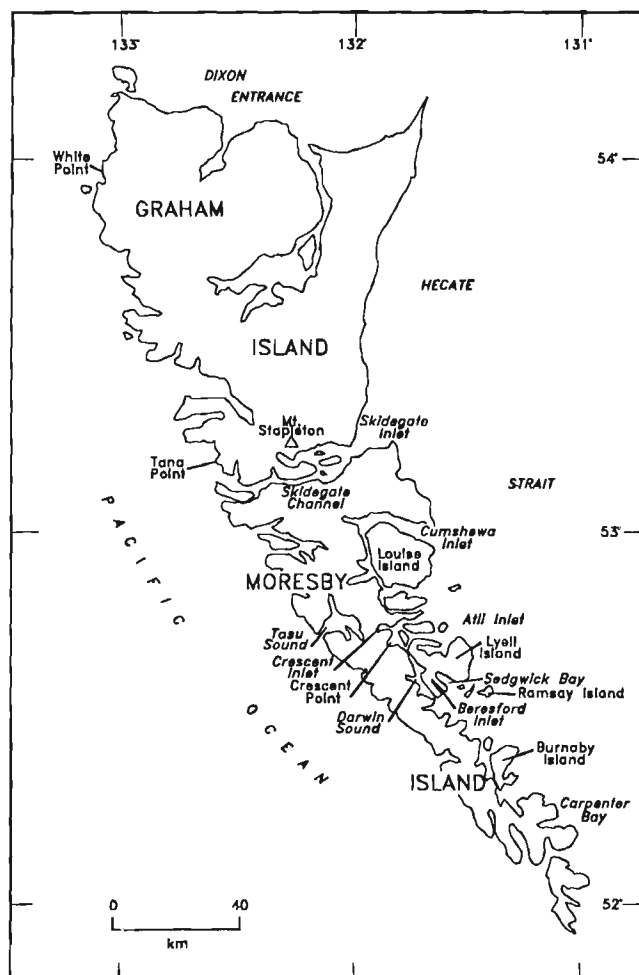 133°
132°
131°
DIXON
ENTRANCE
54°
White
Point
GRAHAM
HECATE
ISLAND
Mt.
Stapleton
Skidegate
Inlet
Tana
Point
Skidegate
Channel
STRAIT
53°
Cumshewa
Inlet
Louise
Island
MORESBY
PACIFIC
OCEAN
Atli Inlet
Lyell
Island
Tasu
Sound
Crescent
Inlet
Crescent
Point
Sedgwick Bay
Ramsay Island
Darwin
Sound
Beresford
Inlet
Burnaby
Island
ISLAND
Carpenter
Bay
52°
0
40
km